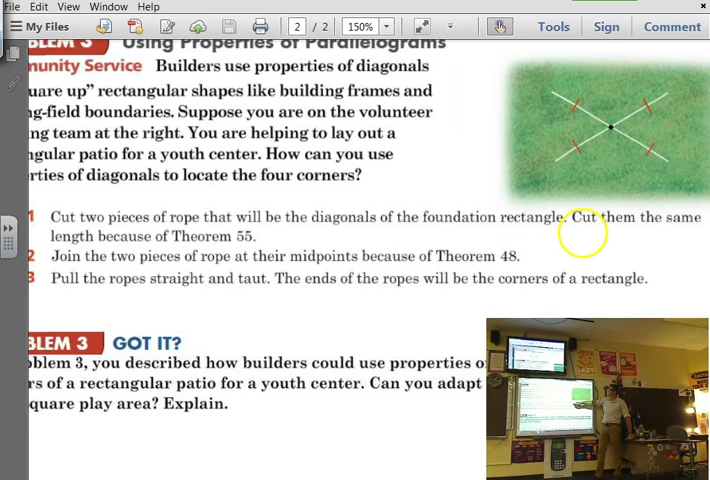 File Edit View Window Help ×
My Files 2 / 2 150% Tools Sign Comment
BLEM 3 Using Properties of Parallelograms
munity Service Builders use properties of diagonals
uare up" rectangular shapes like building frames and
ng-field boundaries. Suppose you are on the volunteer
ing team at the right. You are helping to lay out a
ngular patio for a youth center. How can you use
rties of diagonals to locate the four corners?
1 Cut two pieces of rope that will be the diagonals of the foundation rectangle. Cut them the same
length because of Theorem 55.
2 Join the two pieces of rope at their midpoints because of Theorem 48.
3 Pull the ropes straight and taut. The ends of the ropes will be the corners of a rectangle.
BLEM 3 GOT IT?
oblem 3, you described how builders could use properties o
rs of a rectangular patio for a youth center. Can you adapt
quare play area? Explain.